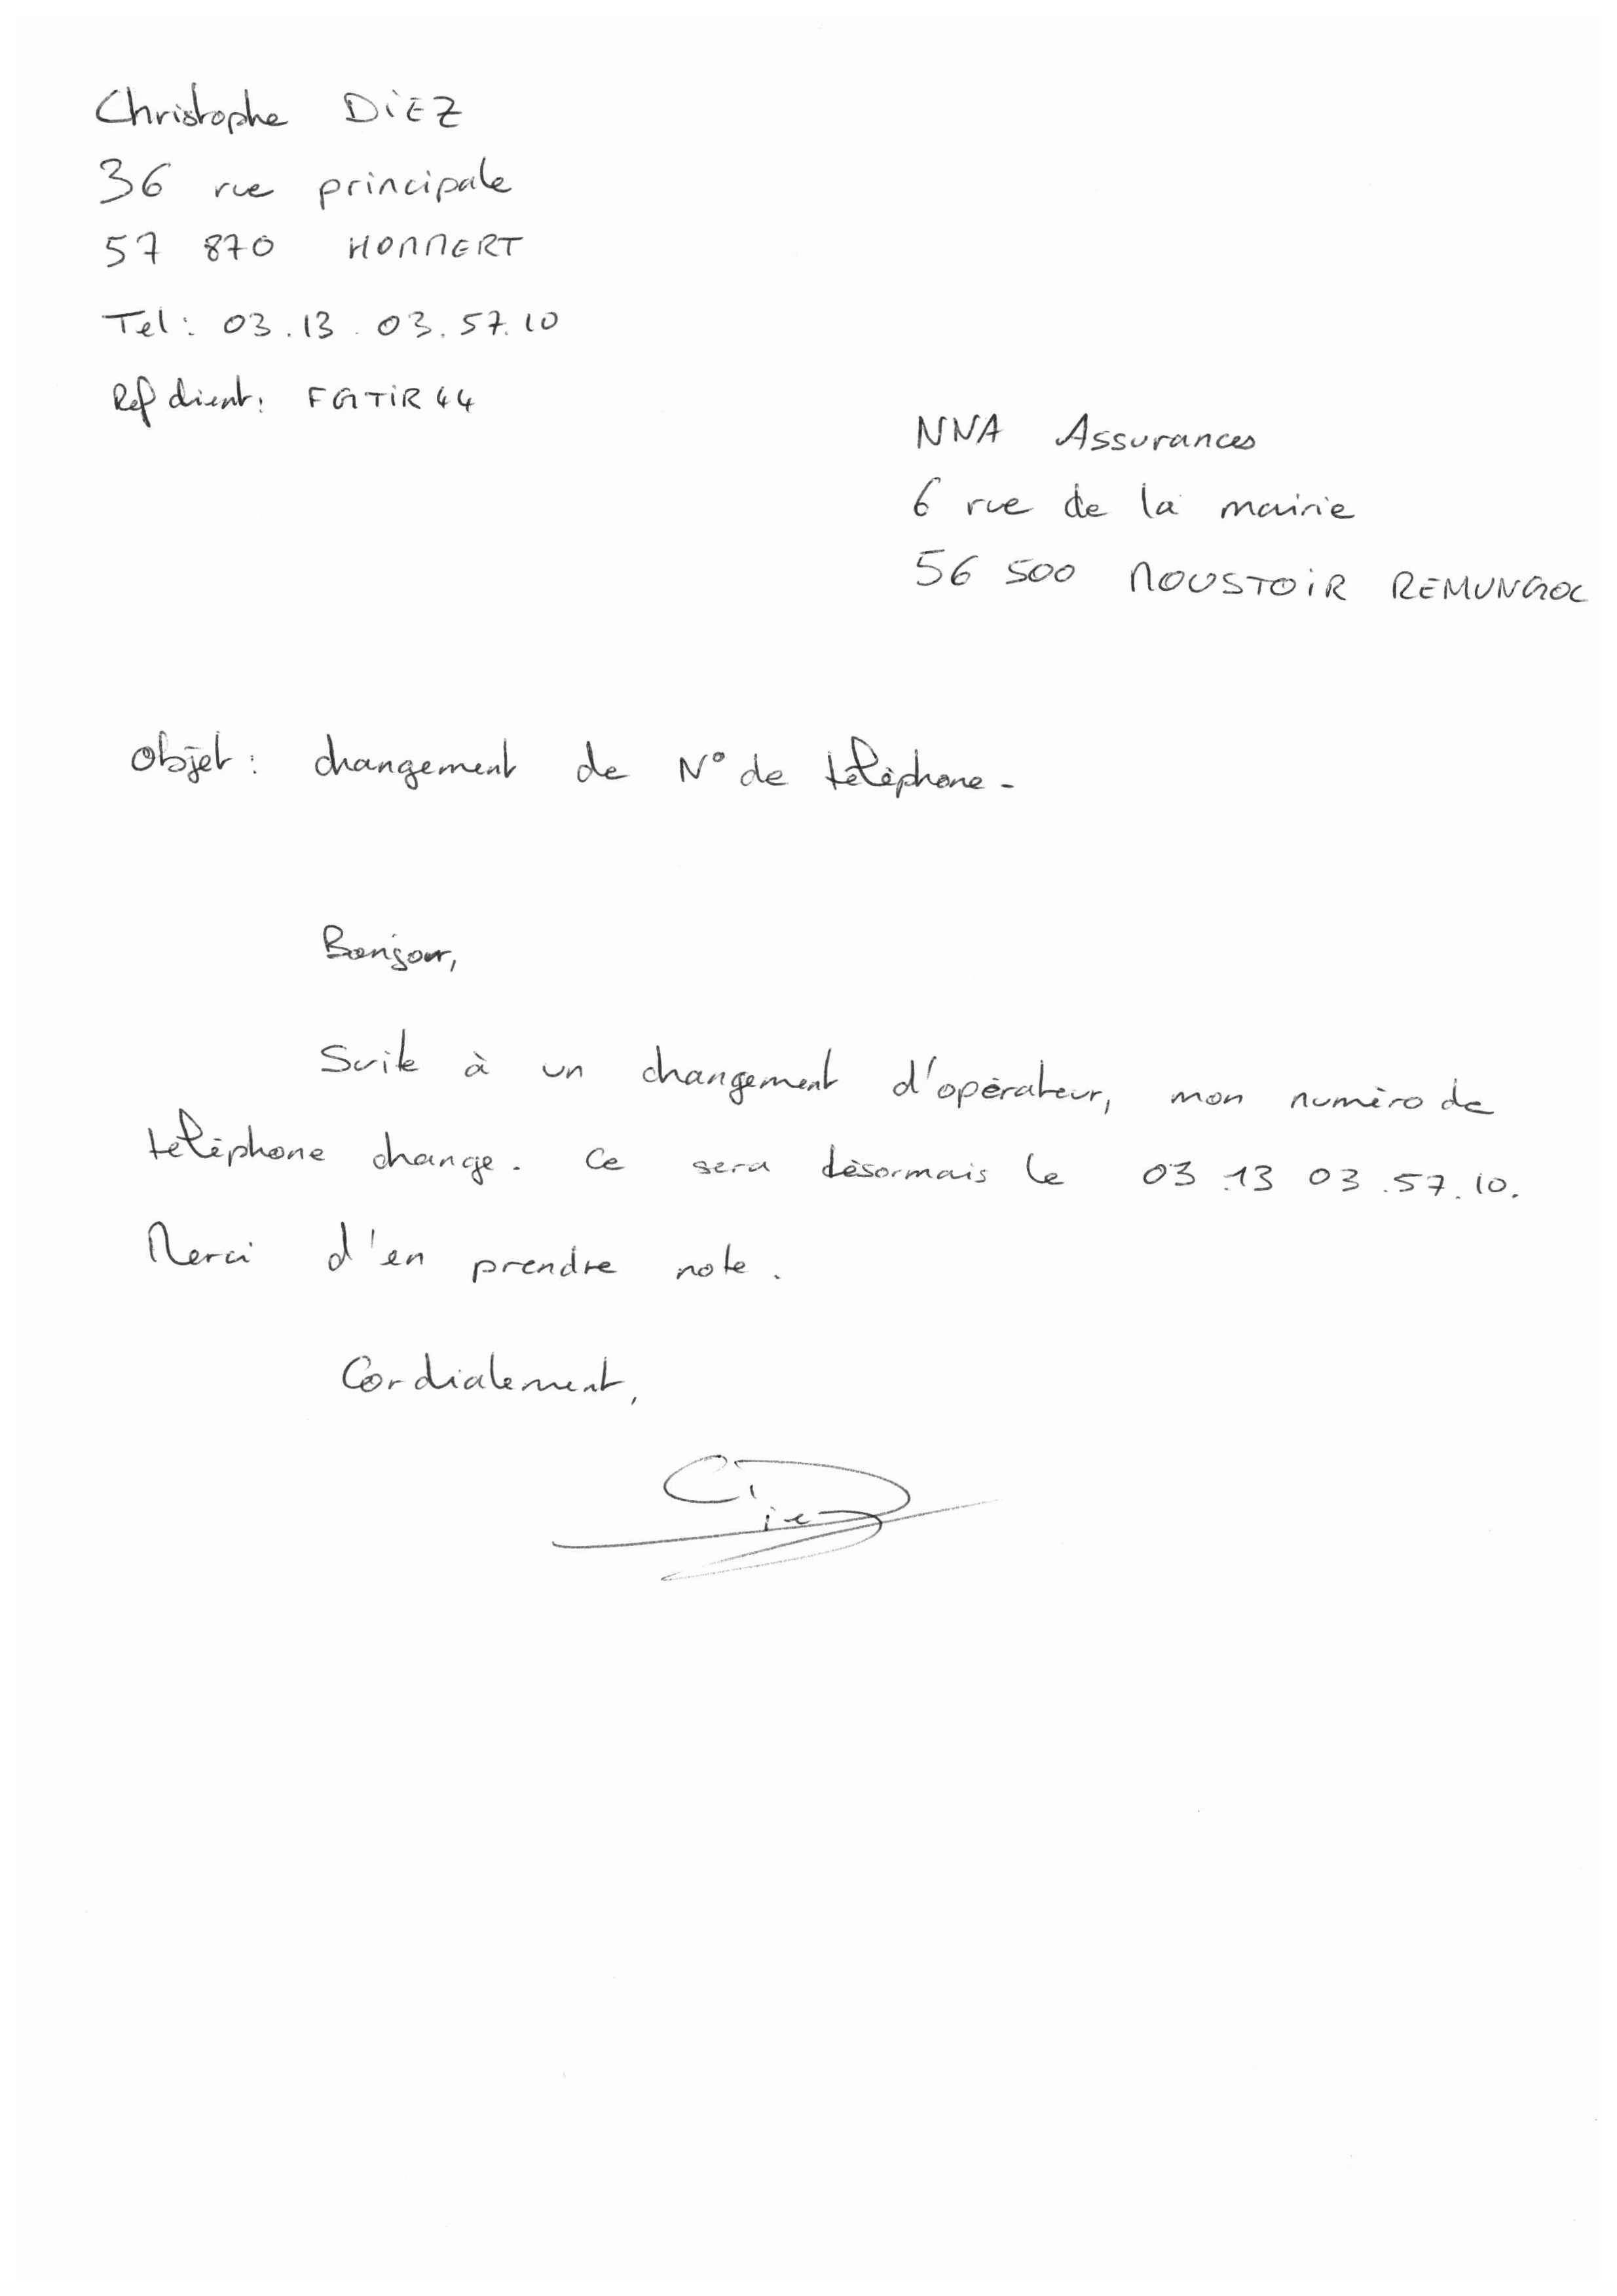 Christophe DiEZ
36 rue principale
57 870 HOMMERT
Tel : 03.13.03.57.10
Ref client : FGTiR44
NNA Assurances
6 rue de la mairie
56 500 MOUSTOiR REMUNGOL
Objet : changement de N° de téléphone.
Bonjour,
Suite à un changement d'opérateur, mon numéro de
téléphone change. Ce sera désormais le 03.13 03.57.10.
Merci d'en prendre note.
Cordialement,